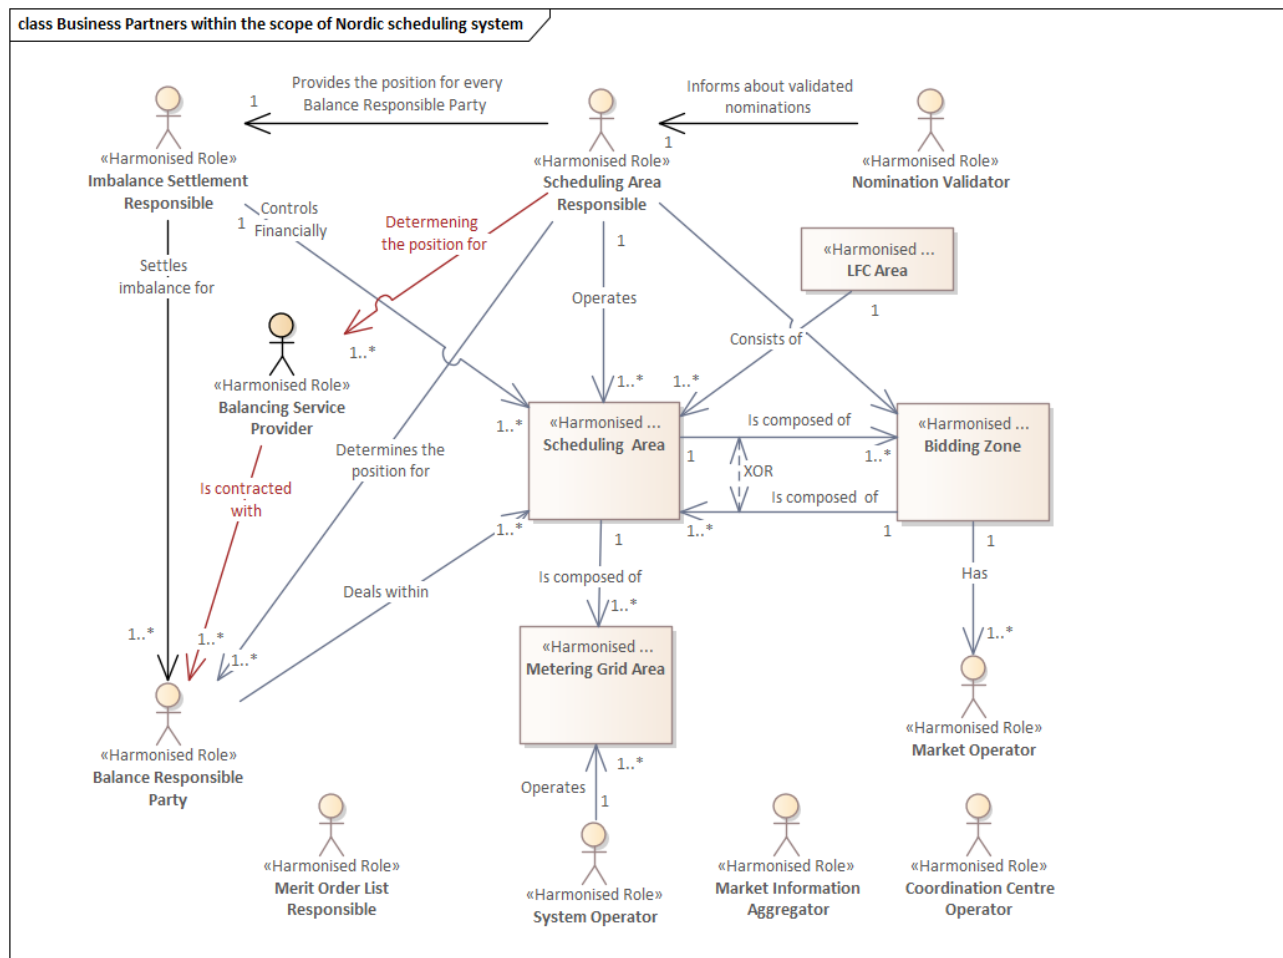 class Business Partners within the scope of Nordic scheduling system
Provides the position for every
Balance Responsible Party
1
Informs about validated
nominations
1
«Harmonised Role»
Imbalance Settlement
Responsible
«Harmonised Role»
Scheduling Area
Responsible
«Harmonised Role»
Nomination Validator
1
Controls
Financially
Determening
the position for
1
«Harmonised ...
LFC Area
Settles
imbalance for
Operates
1
Consists of
1..*
«Harmonised Role»
Balancing Service
Provider
1..*
1..*
1..*
«Harmonised ...
Scheduling  Area
Is composed of
1
1..*
«Harmonised ...
Bidding Zone
Determines the
position for
XOR
Is contracted
with
Is composed  of
1..*
1..*
1
1
1
Deals within
Is composed of
Has
1..*
1..*
1..*
1..*
1..*
«Harmonised ...
Metering Grid Area
«Harmonised Role»
Balance Responsible
Party
«Harmonised Role»
Market Operator
1..*
Operates
1
«Harmonised Role»
Merit Order List
Responsible
«Harmonised Role»
System Operator
«Harmonised Role»
Market Information
Aggregator
«Harmonised Role»
Coordination Centre
Operator